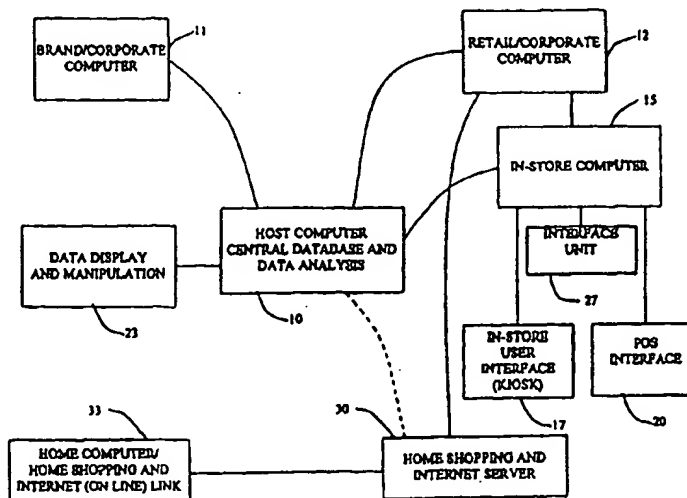 BRAND/CORPORATE
COMPUTER
11
RETAIL/CORPORATE
COMPUTER
12
15
IN-STORE COMPUTER
HOST COMPUTER
CENTRAL DATABASE AND
DATA ANALYSIS
10
DATA DISPLAY
AND MANIPULATION
23
INTERFACE
UNIT
27
IN-STORE
USER
INTERFACE
(KIOSK)
17
POS
INTERFACE
20
33
HOME COMPUTER/
HOME SHOPPING AND
INTERNET (ON LINE) LINK
30
HOME SHOPPING AND
INTERNET SERVER